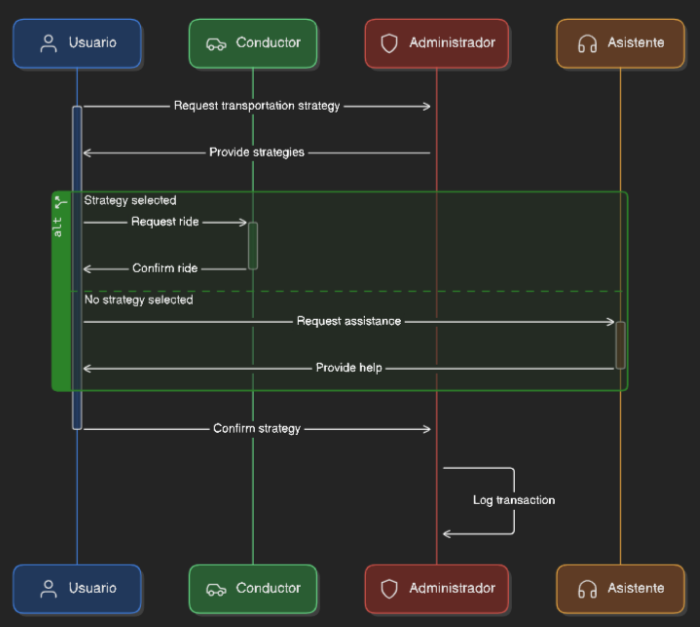 Usuario
Conductor
Administrador
Asistente
Request transportation strategy
Provide strategies
alt
Strategy selected
Request ride
Confirm ride
No strategy selected
Request assistance
Provide help
Confirm strategy
Log transaction
Usuario
Conductor
Administrador
Asistente